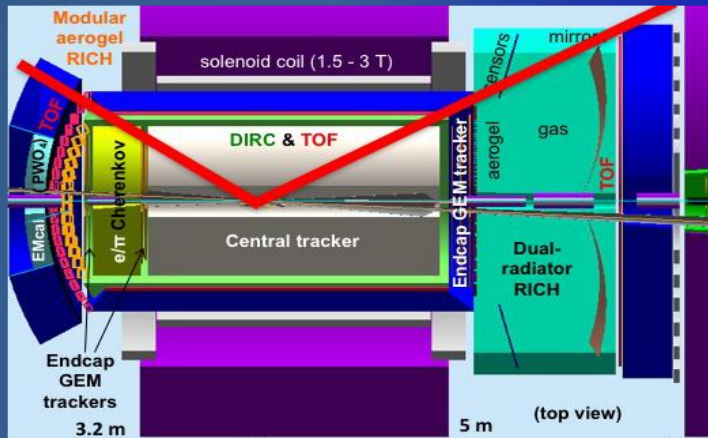 Modular
aerogel
RICH
solenoid coil (1.5 - 3 T)
mirror
sensors
TOF
DIRC & TOF
aerogel
gas
(PWO₄)
EMcal
e/π Cherenkov
Endcap GEM tracker
TOF
Central tracker
Dual-
radiator
RICH
Endcap
GEM
trackers
3.2 m
5 m
(top view)